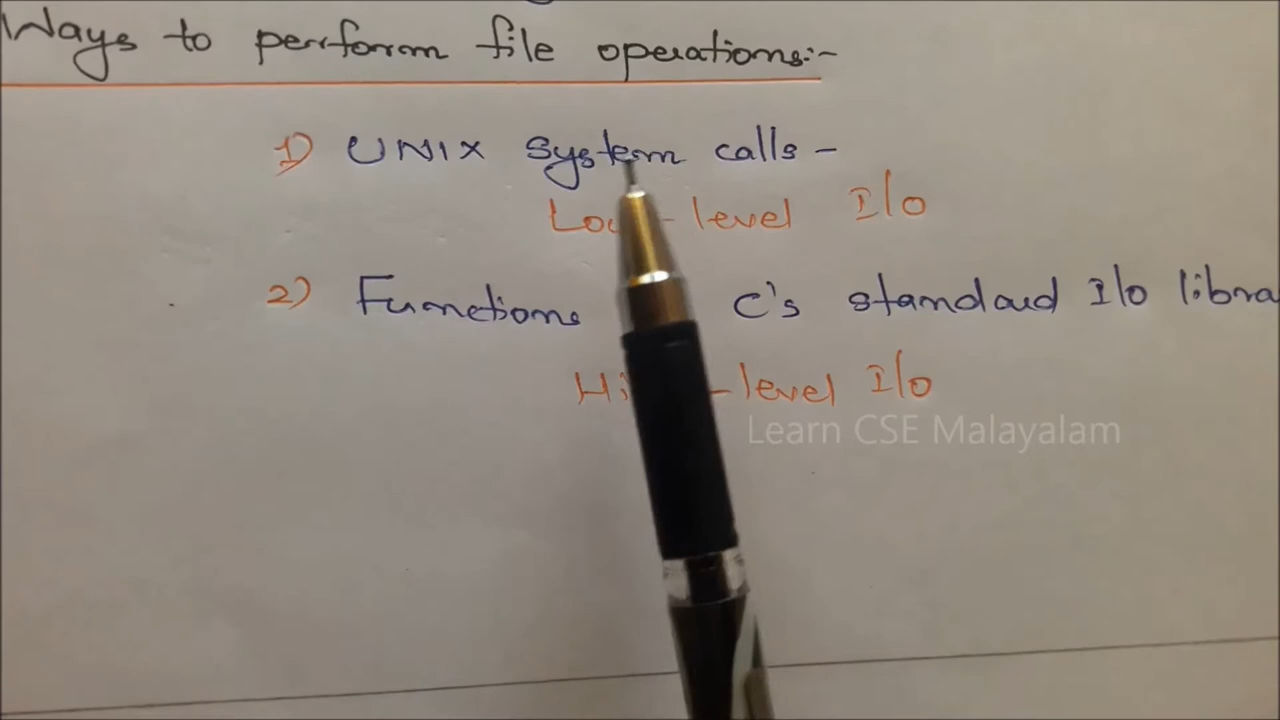 Ways to perform file operations:-
1) UNIX system calls -
level I/O
2) Functions C's standard I/O
level I/O
Learn CSE Malayalam